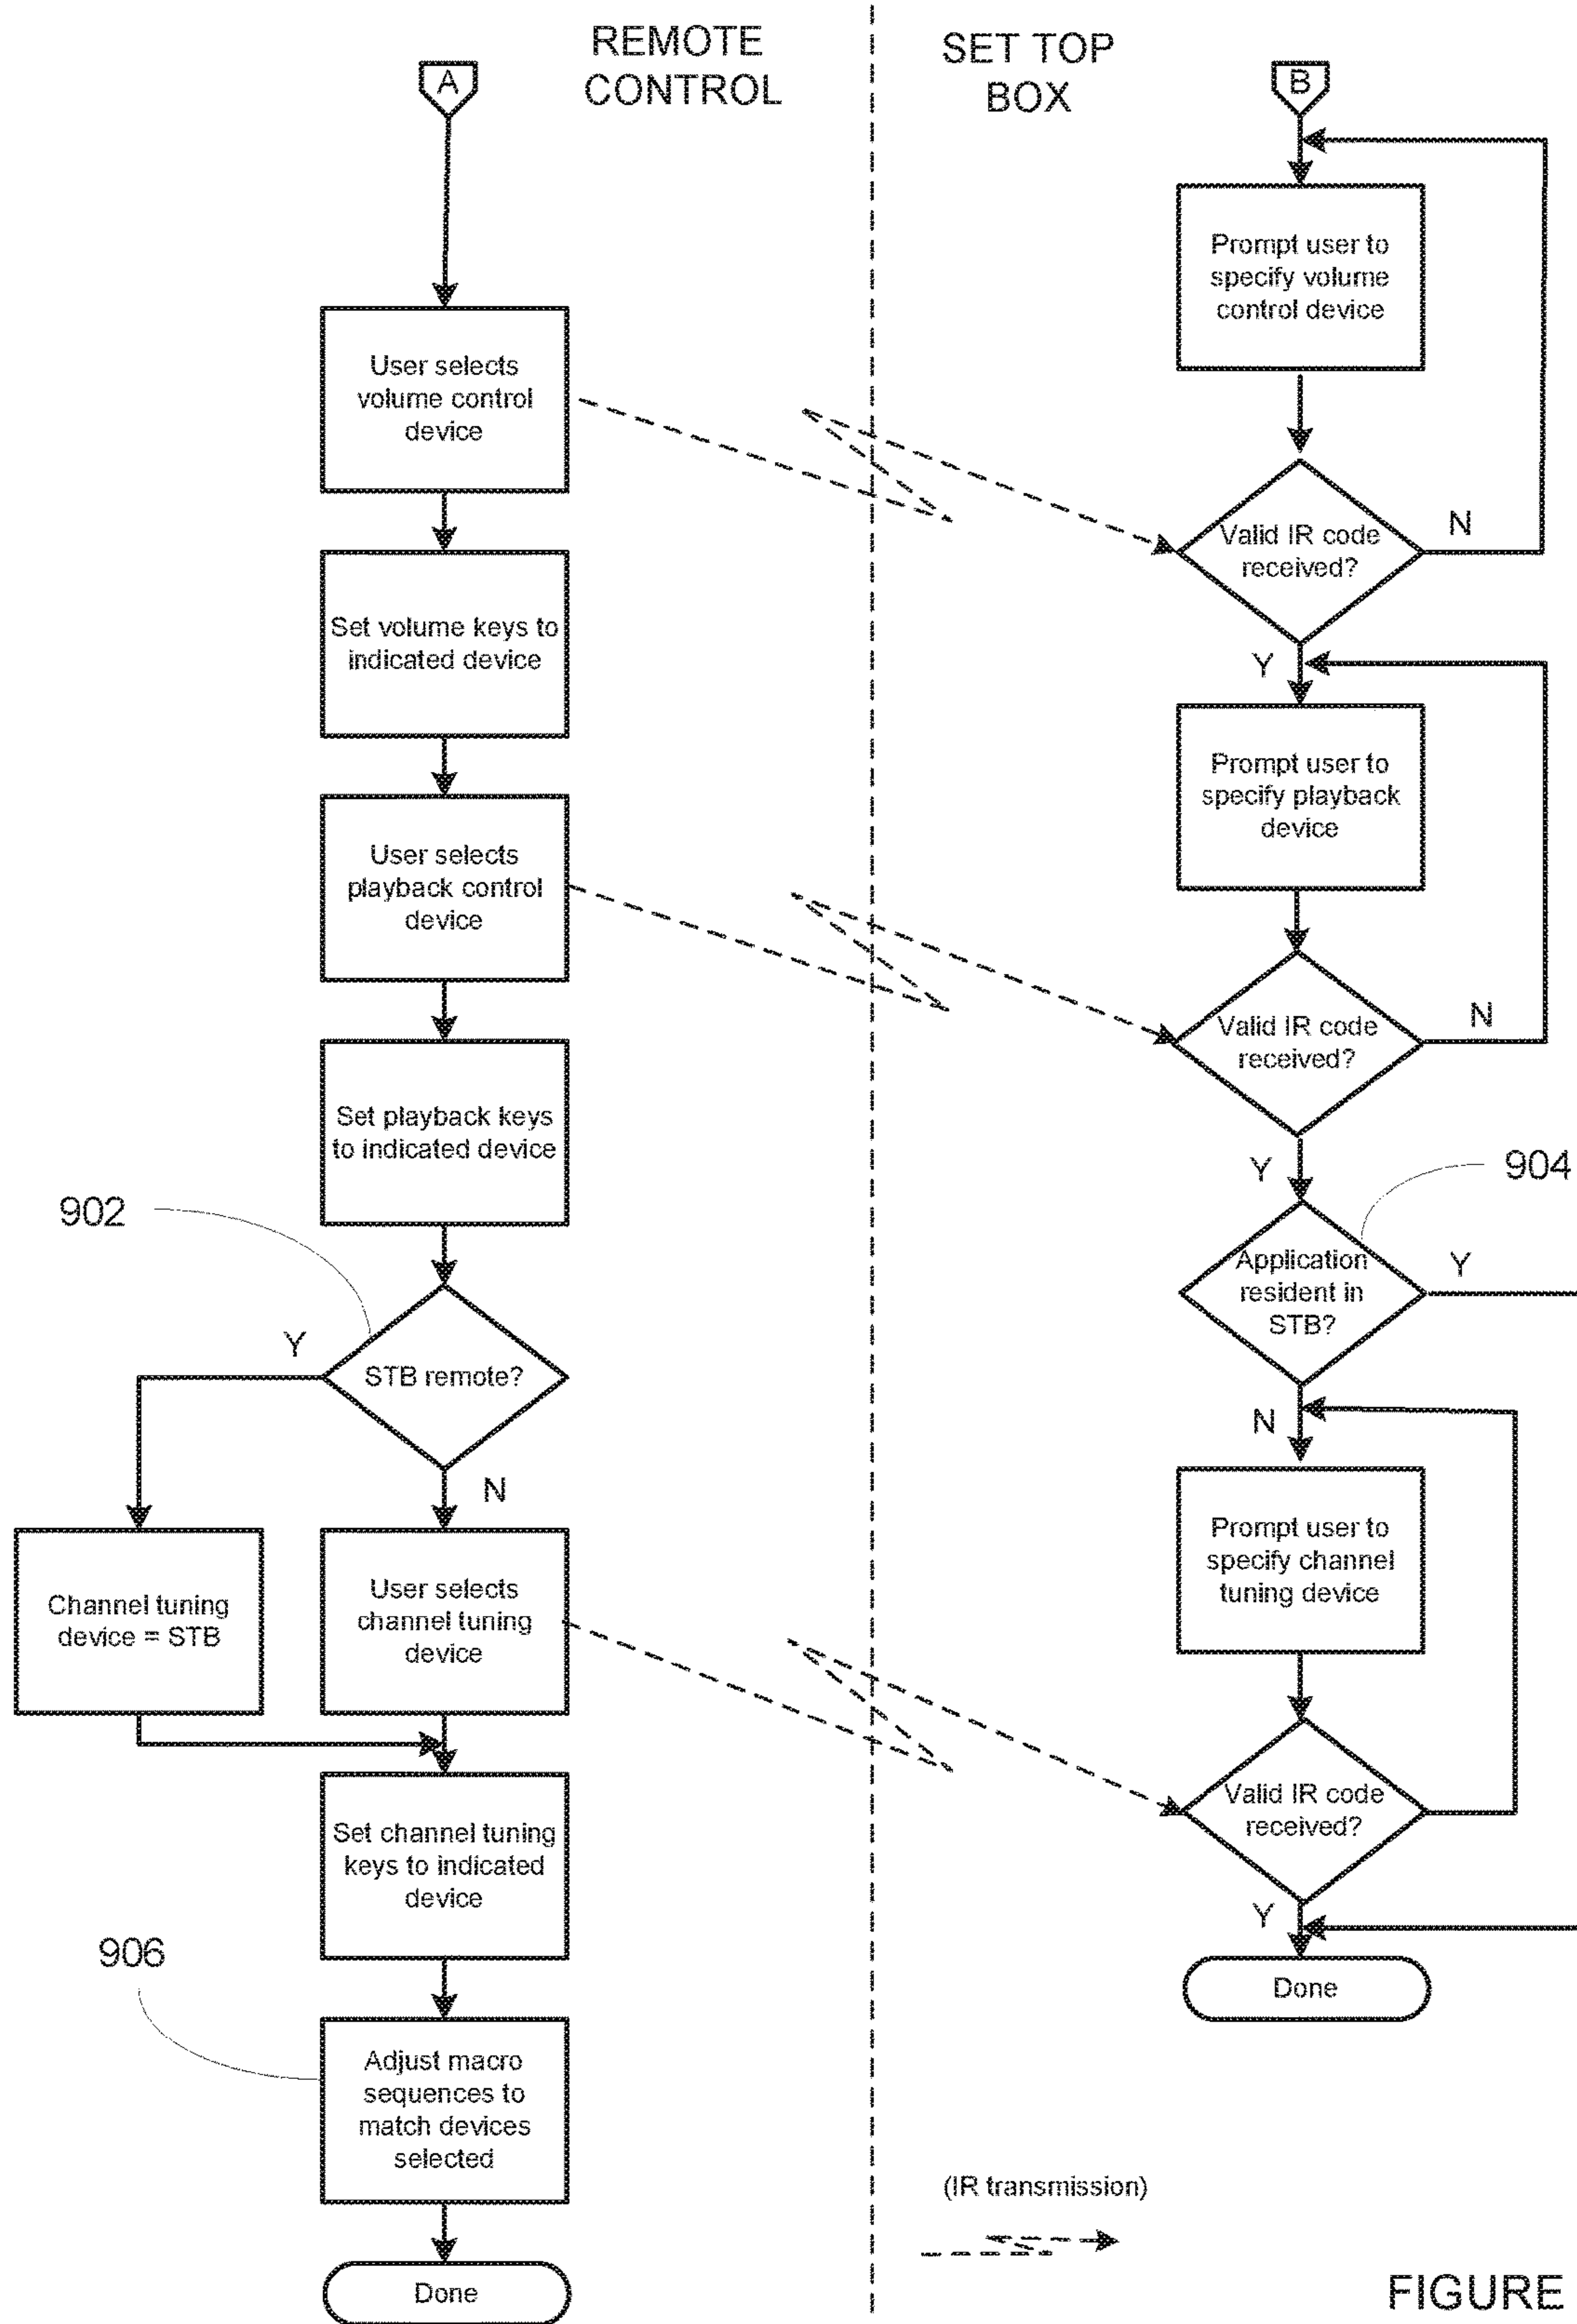 REMOTE
CONTROL
SET TOP
BOX
A
User selects
volume control
device
Set volume keys to
indicated device
User selects
playback control
device
Set playback keys
to indicated device
902
STB remote?
Y
N
Channel tuning
device = STB
User selects
channel tuning
device
Set channel tuning
keys to indicated
device
906
Adjust macro
sequences to
match devices
selected
Done
B
Prompt user to
specify volume
control device
Valid IR code
received?
N
Y
Prompt user to
specify playback
device
Valid IR code
received?
N
Y
904
Application
resident in
STB?
Y
N
Prompt user to
specify channel
tuning device
Valid IR code
received?
Y
Done
(IR transmission)
FIGURE